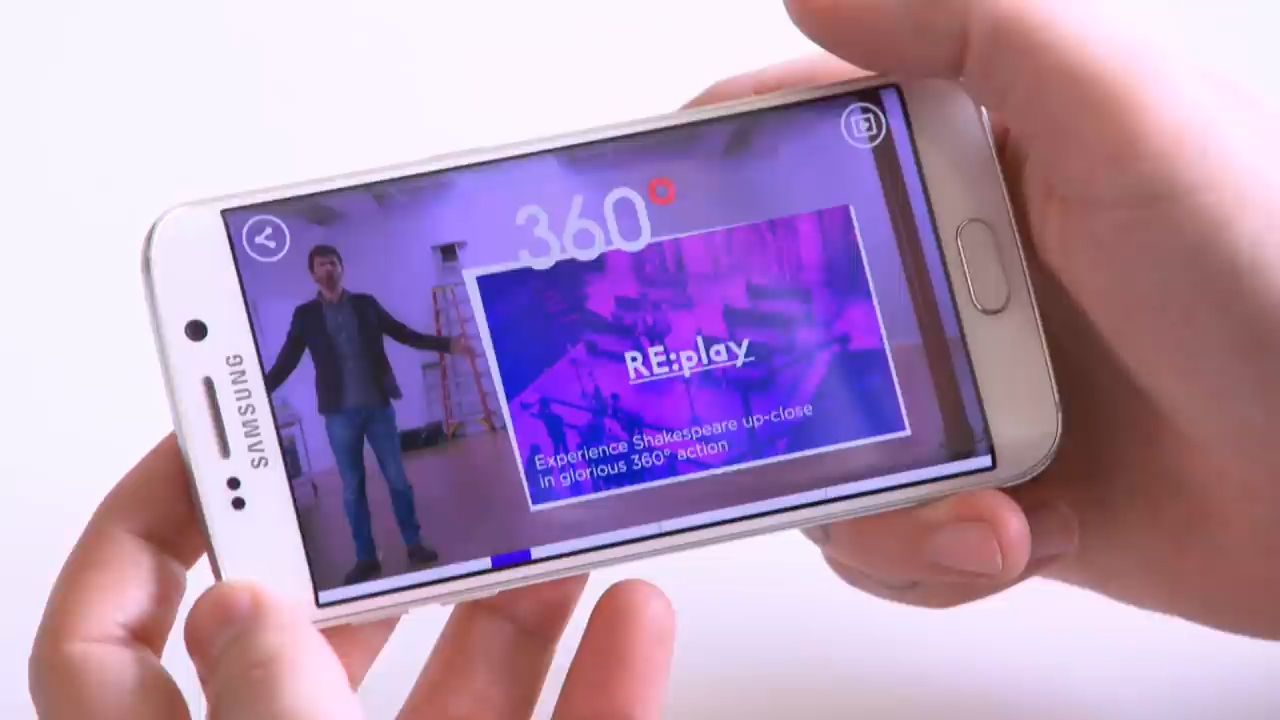 SAMSUNG
360°
RE:play
Experience Shakespeare up-close
in glorious 360° action